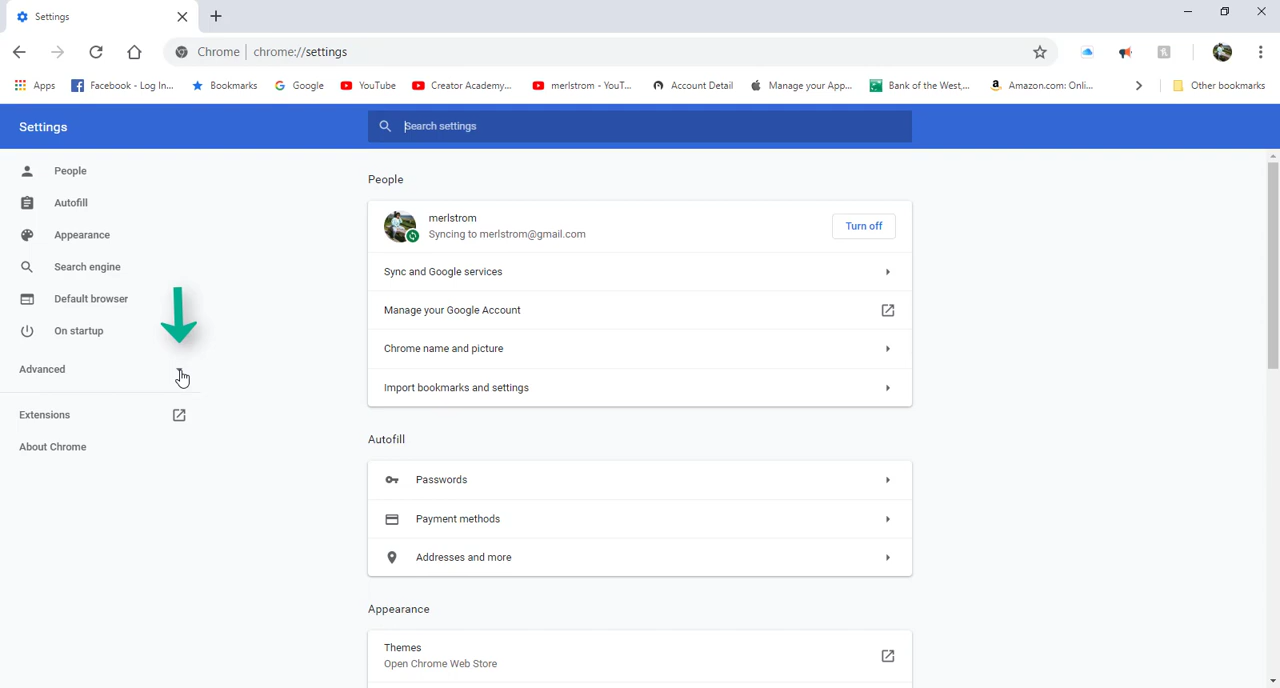 Settings
Chrome chrome://settings
Apps Facebook - Log In... Bookmarks Google YouTube Creator Academy... merlstrom - YouT... Account Detail Manage your App... Bank of the West,... Amazon.com: Onli... Other bookmarks
Settings
Search settings
People
Autofill
Appearance
Search engine
Default browser
On startup
Advanced
Extensions
About Chrome
People
merlstrom
Syncing to merlstrom@gmail.com
Turn off
Sync and Google services
Manage your Google Account
Chrome name and picture
Import bookmarks and settings
Autofill
Passwords
Payment methods
Addresses and more
Appearance
Themes
Open Chrome Web Store